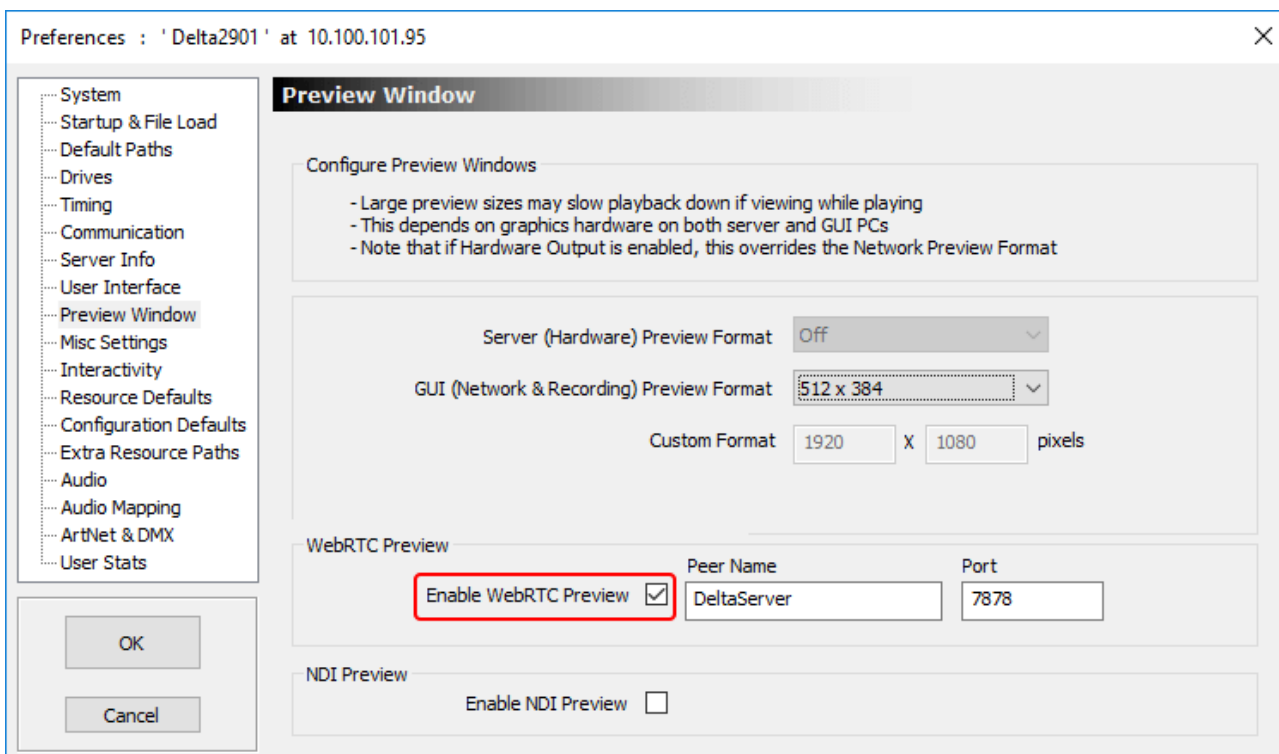 Preferences : 'Delta2901' at 10.100.101.95
System
Startup & File Load
Default Paths
Drives
Timing
Communication
Server Info
User Interface
Preview Window
Misc Settings
Interactivity
Resource Defaults
Configuration Defaults
Extra Resource Paths
Audio
Audio Mapping
ArtNet & DMX
User Stats
OK
Cancel
Preview Window
Configure Preview Windows
- Large preview sizes may slow playback down if viewing while playing
- This depends on graphics hardware on both server and GUI PCs
- Note that if Hardware Output is enabled, this overrides the Network Preview Format
Server (Hardware) Preview Format Off
GUI (Network & Recording) Preview Format 512 x 384
Custom Format 1920 X 1080 pixels
WebRTC Preview
Peer Name Port
Enable WebRTC Preview DeltaServer 7878
NDI Preview
Enable NDI Preview